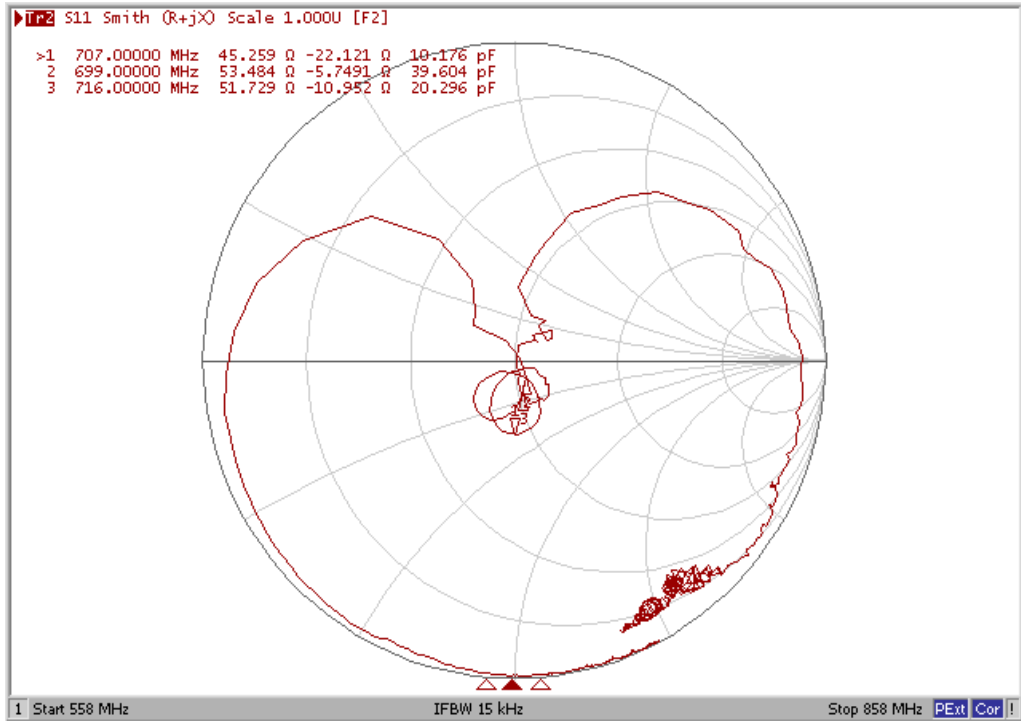 Tr2 S11 Smith (R+jX) Scale 1.000U [F2]
>1 707.00000 MHz 45.259 Ω -22.121 Ω 10.176 pF
2 699.00000 MHz 53.484 Ω -5.7491 Ω 39.604 pF
3 716.00000 MHz 51.729 Ω -10.952 Ω 20.296 pF
1 Start 558 MHz IFBW 15 kHz Stop 858 MHz PExt Cor !